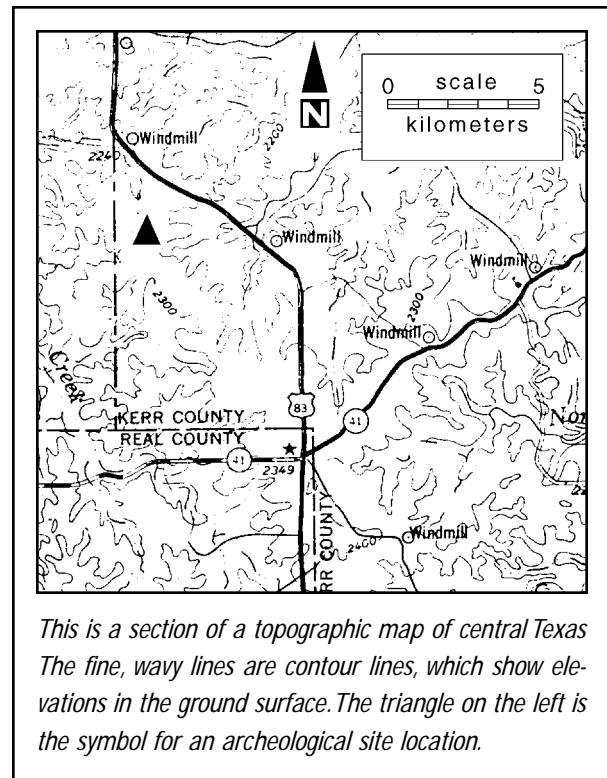 0 scale 5
kilometers
N
Windmill
2240
2200
Windmill
Windmill
2300
2300
Windmill
Creek
KERR COUNTY
REAL COUNTY
83
41
41
2349
2400
Windmill
This is a section of a topographic map of central Texas
The fine, wavy lines are contour lines, which show ele-
vations in the ground surface. The triangle on the left is
the symbol for an archeological site location.